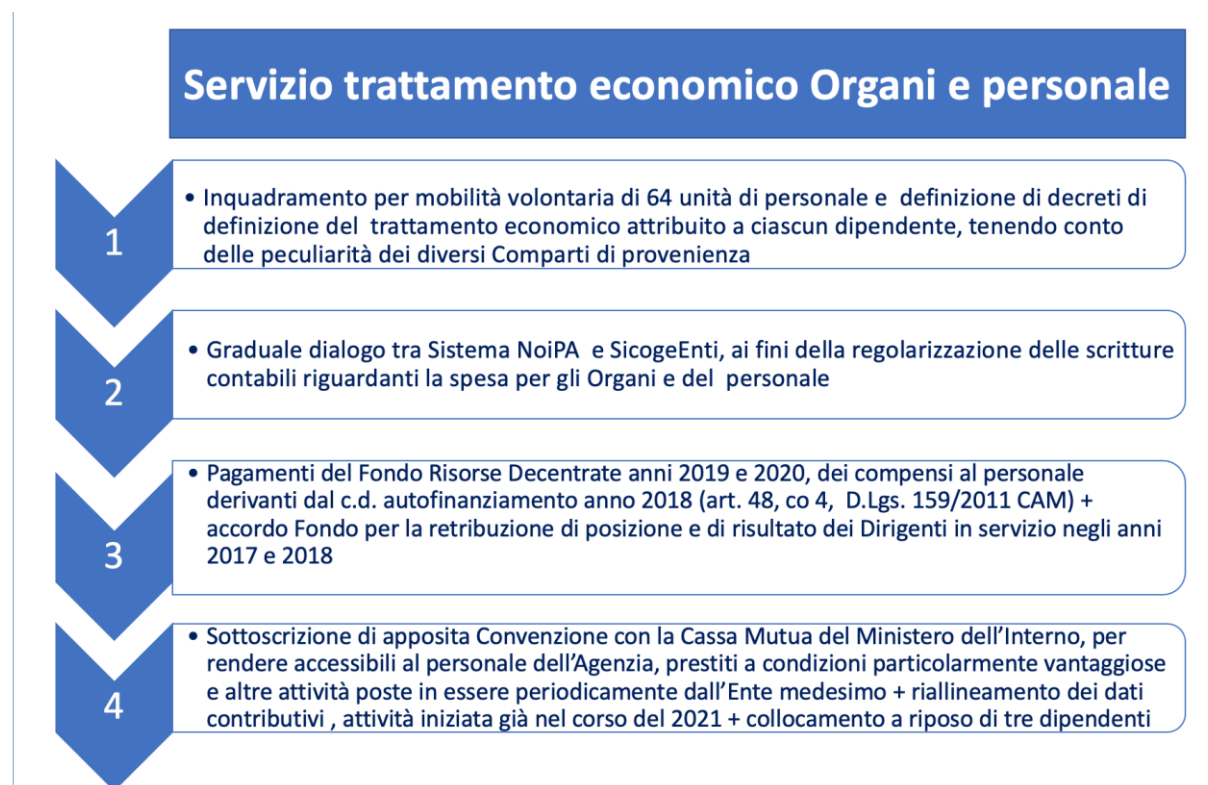 Servizio trattamento economico Organi e personale
1
• Inquadramento per mobilità volontaria di 64 unità di personale e definizione di decreti di
definizione del trattamento economico attribuito a ciascun dipendente, tenendo conto
delle peculiarità dei diversi Comparti di provenienza
2
• Graduale dialogo tra Sistema NoiPA e SicogeEnti, ai fini della regolarizzazione delle scritture
contabili riguardanti la spesa per gli Organi e del personale
3
• Pagamenti del Fondo Risorse Decentrate anni 2019 e 2020, dei compensi al personale
derivanti dal c.d. autofinanziamento anno 2018 (art. 48, co 4, D.Lgs. 159/2011 CAM) +
accordo Fondo per la retribuzione di posizione e di risultato dei Dirigenti in servizio negli anni
2017 e 2018
4
• Sottoscrizione di apposita Convenzione con la Cassa Mutua del Ministero dell’Interno, per
rendere accessibili al personale dell’Agenzia, prestiti a condizioni particolarmente vantaggiose
e altre attività poste in essere periodicamente dall’Ente medesimo + riallineamento dei dati
contributivi , attività iniziata già nel corso del 2021 + collocamento a riposo di tre dipendenti